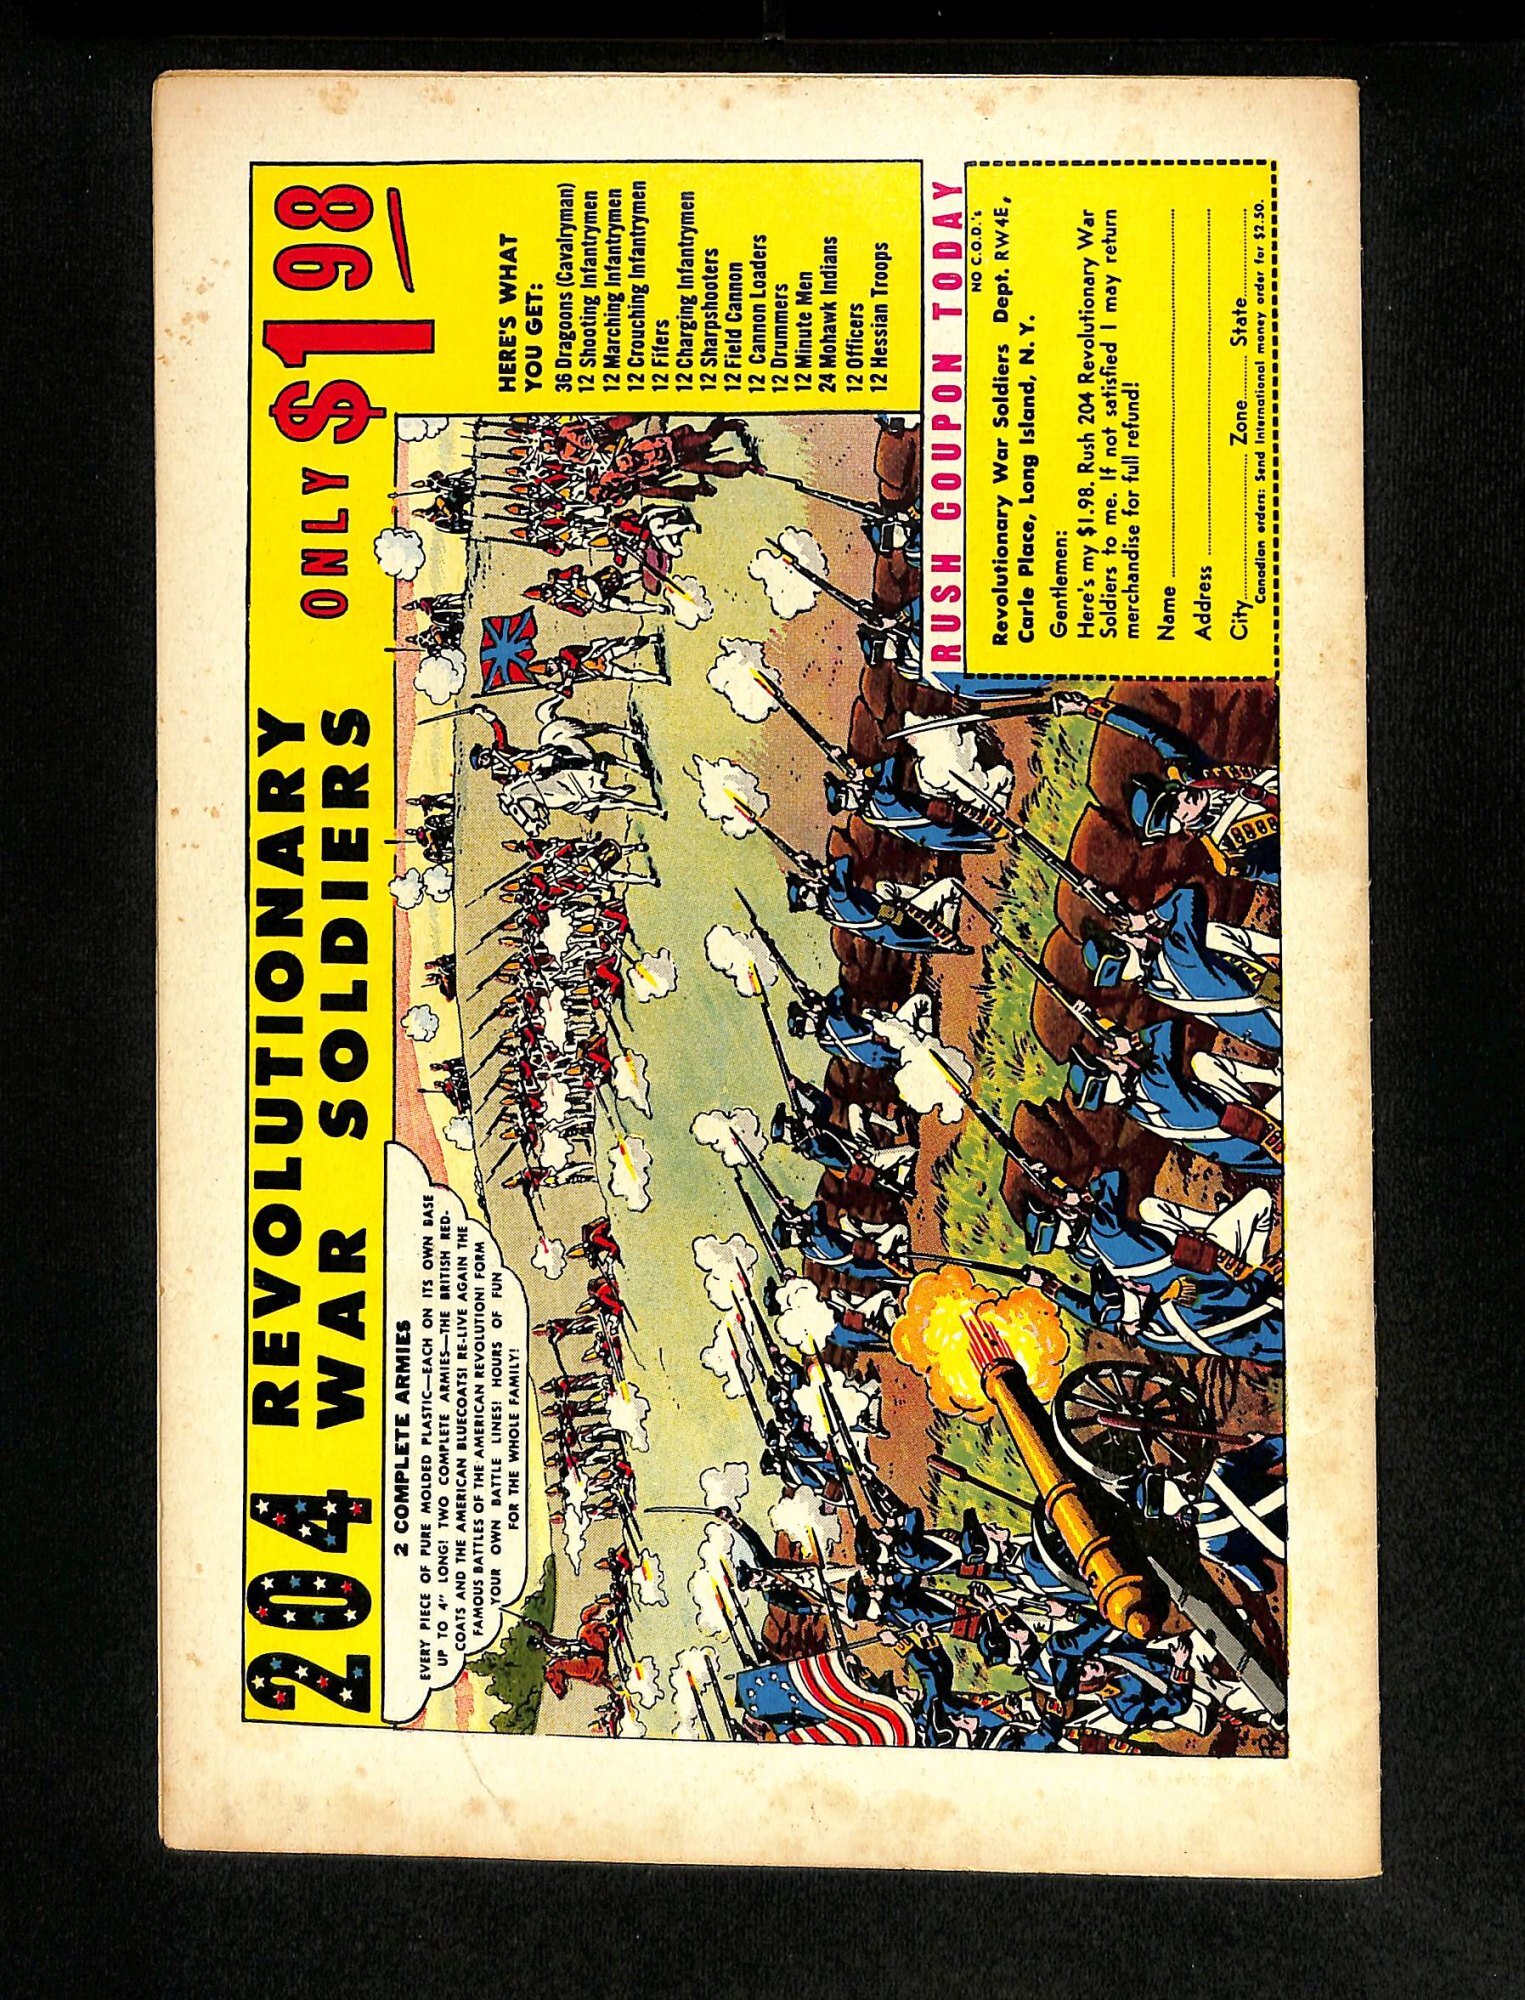 204 REVOLUTIONARY
WAR SOLDIERS
ONLY $1 98
2 COMPLETE ARMIES
EVERY PIECE OF PURE MOLDED PLASTIC—EACH ON ITS OWN BASE
UP TO 4" LONG! TWO COMPLETE ARMIES—THE BRITISH RED-
COATS AND THE AMERICAN BLUECOATS! RE-LIVE AGAIN THE
FAMOUS BATTLES OF THE AMERICAN REVOLUTION! FORM
YOUR OWN BATTLE LINES! HOURS OF FUN
FOR THE WHOLE FAMILY!
HERE'S WHAT
YOU GET:
36 Dragoons (Cavalryman)
12 Shooting Infantrymen
12 Marching Infantrymen
12 Crouching Infantrymen
12 Fifers
12 Charging Infantrymen
12 Sharpshooters
12 Field Cannon
12 Cannon Loaders
12 Drummers
12 Minute Men
24 Mohawk Indians
12 Officers
12 Hessian Troops
RUSH COUPON TODAY
NO C.O.D.'s
Revolutionary War Soldiers Dept. RW4E,
Carle Place, Long Island, N. Y.
Gentlemen:
Here's my $1.98. Rush 204 Revolutionary War
Soldiers to me. If not satisfied I may return
merchandise for full refund!
Name
Address
City Zone State
Canadian orders: Send International money order for $2.50.